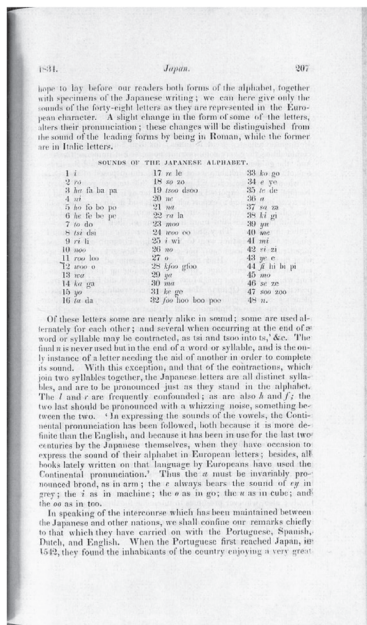 1834. Japan. 207
hope to lay before our readers both forms of the alphabet, together
with specimens of the Japanese writing; we can here give only the
sounds of the forty-eight letters as they are represented in the Euro-
pean character. A slight change in the form of some of the letters,
alters their pronunciation; these changes will be distinguished from
the sound of the leading forms by being in Roman, while the former
are in Italic letters.
SOUNDS OF THE JAPANESE ALPHABET.
1 i 17 re le 33 ko go
2 ro 18 so zo 34 e ye
3 ha fa ba pa 19 tsoo dsoo 35 te de
4 ni 20 ne 36 a
5 ho fo bo po 21 na 37 sa za
6 he fe be pe 22 ra la 38 ki gi
7 to do 23 moo 39 yu
8 tsi dsi 24 woo oo 40 me
9 ri li 25 i wi 41 mi
10 noo 26 no 42 si zi
11 roo loo 27 o 43 ye e
12 woo o 28 kfoo gfoo 44 fi hi bi pi
13 wa 29 ya 45 mo
14 ka ga 30 ma 46 se ze
15 yo 31 ke ge 47 soo zoo
16 ta da 32 foo hoo boo poo 48 n.
Of these letters some are nearly alike in sound; some are used al-
ternately for each other; and several when occurring at the end of a
word or syllable may be contracted, as tsi and tsoo into ts,' &c. The
final n is never used but in the end of a word or syllable, and is the on-
ly instance of a letter needing the aid of another in order to complete
its sound. With this exception, and that of the contractions, which
join two syllables together, the Japanese letters are all distinct sylla-
bles, and are to be pronounced just as they stand in the alphabet.
The l and r are frequently confounded; as are also h and f; the
two last should be pronounced with a whizzing noise, something be-
tween the two. ' In expressing the sounds of the vowels, the Conti-
nental pronunciation has been followed, both because it is more de-
finite than the English, and because it has been in use for the last two
centuries by the Japanese themselves, when they have occasion to
express the sound of their alphabet in European letters; besides, all
books lately written on that language by Europeans have used the
Continental pronunciation.' Thus the a must be invariably pro-
nounced broad, as in arm; the e always bears the sound of ey in
grey; the i as in machine; the o as in go; the u as in cube; and
the oo as in too.
In speaking of the intercourse which has been maintained between
the Japanese and other nations, we shall confine our remarks chiefly
to that which they have carried on with the Portuguese, Spanish,
Dutch, and English. When the Portuguese first reached Japan, in
1542, they found the inhabitants of the country enjoying a very great